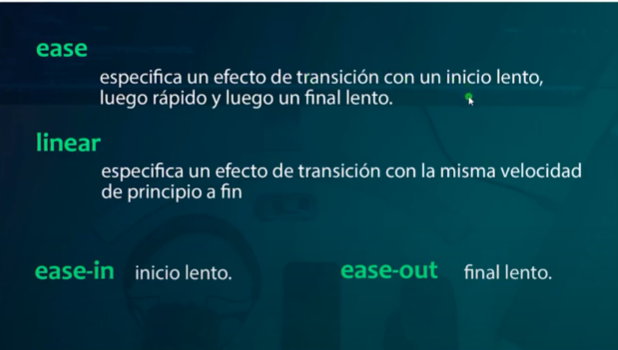 ease
especifica un efecto de transición con un inicio lento,
luego rápido y luego un final lento.
linear
especifica un efecto de transición con la misma velocidad
de principio a fin
ease-in inicio lento.
ease-out final lento.